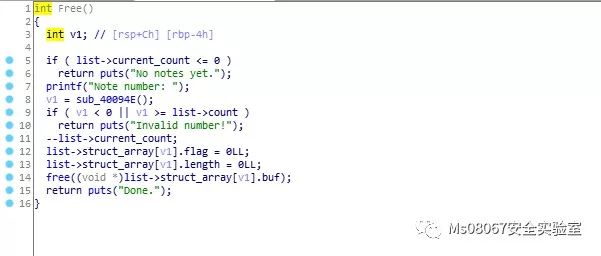 1 int Free()
2 {
3 int v1; // [rsp+Ch] [rbp-4h]
4
5 if ( list->current_count <= 0 )
6 return puts("No notes yet.");
7 printf("Note number: ");
8 v1 = sub_40094E();
9 if ( v1 < 0 || v1 >= list->count )
10 return puts("Invalid number!");
11 --list->current_count;
12 list->struct_array[v1].flag = 0LL;
13 list->struct_array[v1].length = 0LL;
14 free((void *)list->struct_array[v1].buf);
15 return puts("Done.");
16 }
Ms08067安全实验室